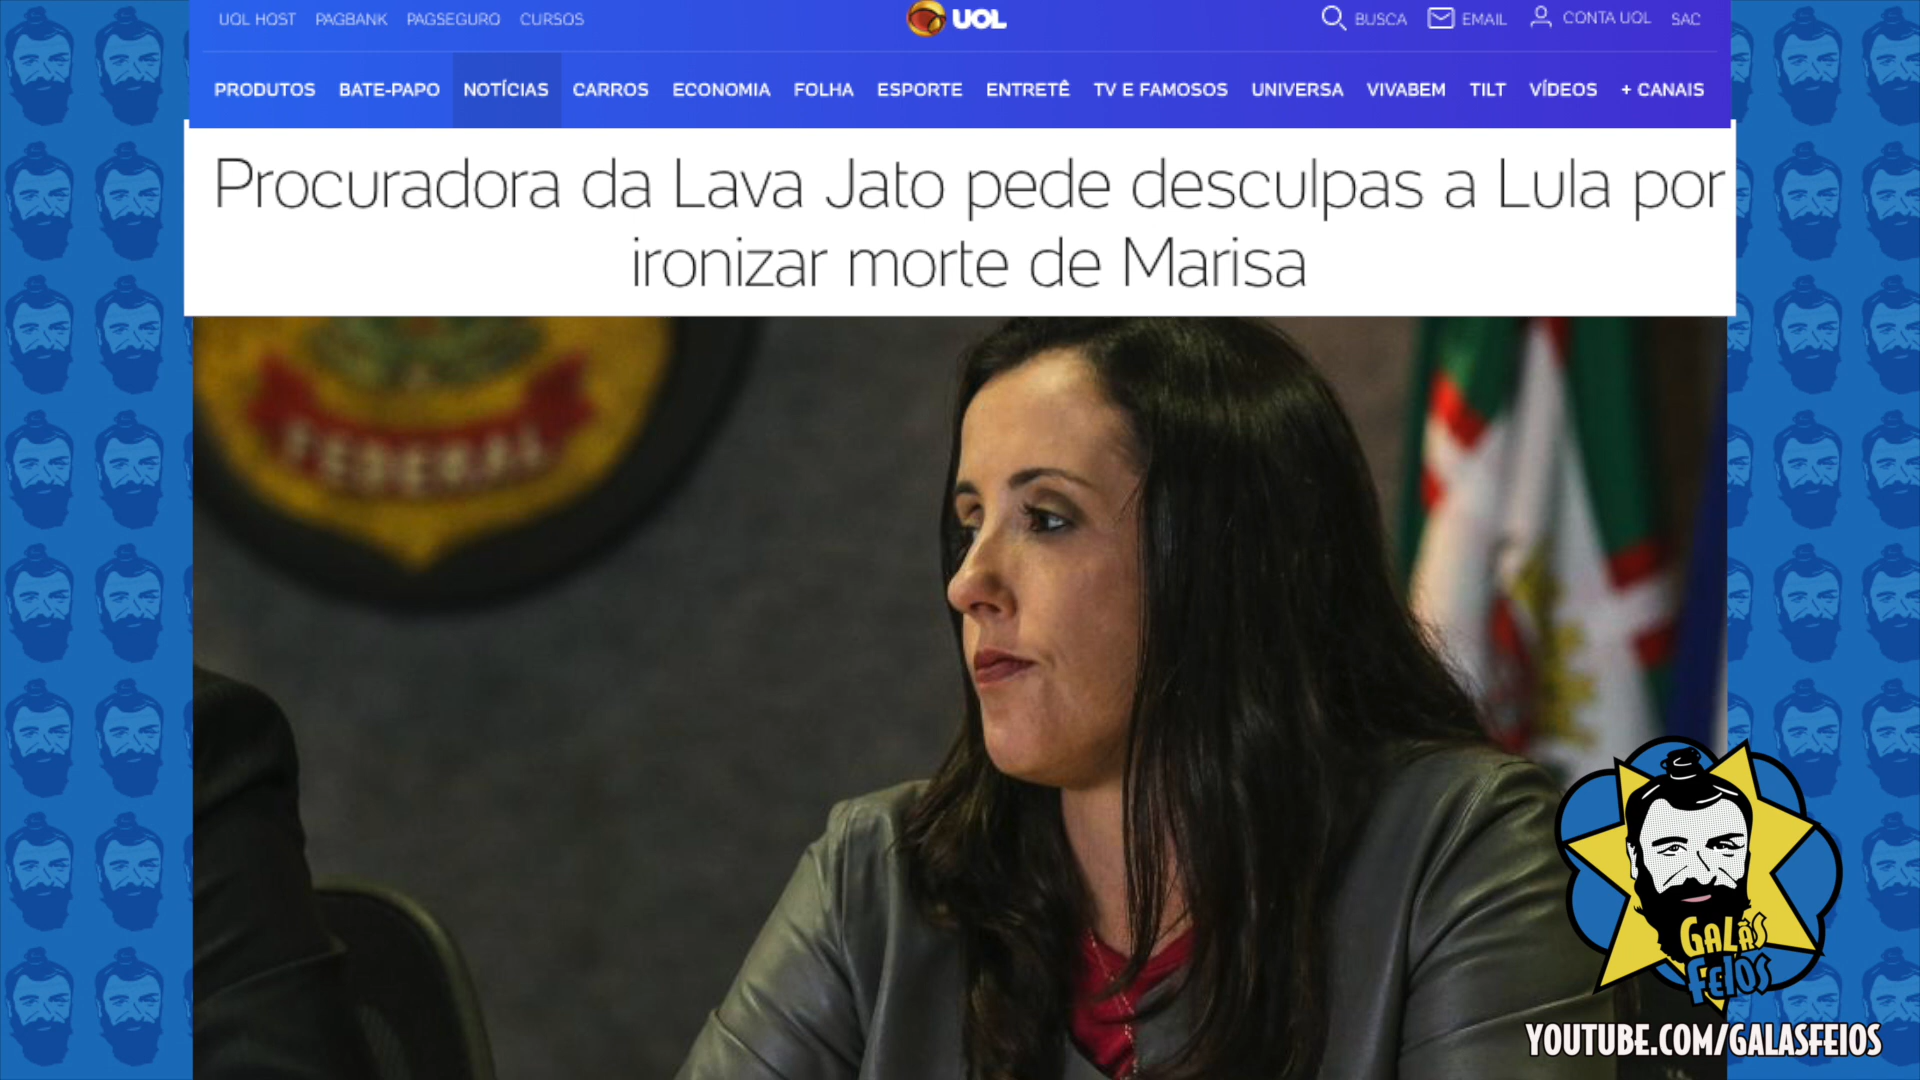 UOL HOST PAGBANK PAGSEGURO CURSOS UOL BUSCA EMAIL CONTA UOL SAC
PRODUTOS BATE-PAPO NOTÍCIAS CARROS ECONOMIA FOLHA ESPORTE ENTRETÊ TV E FAMOSOS UNIVERSA VIVABEM TILT VÍDEOS + CANAIS
Procuradora da Lava Jato pede desculpas a Lula por
ironizar morte de Marisa
FEDERAL
GALÃS
FEIOS
YOUTUBE.COM/GALASFEIOS